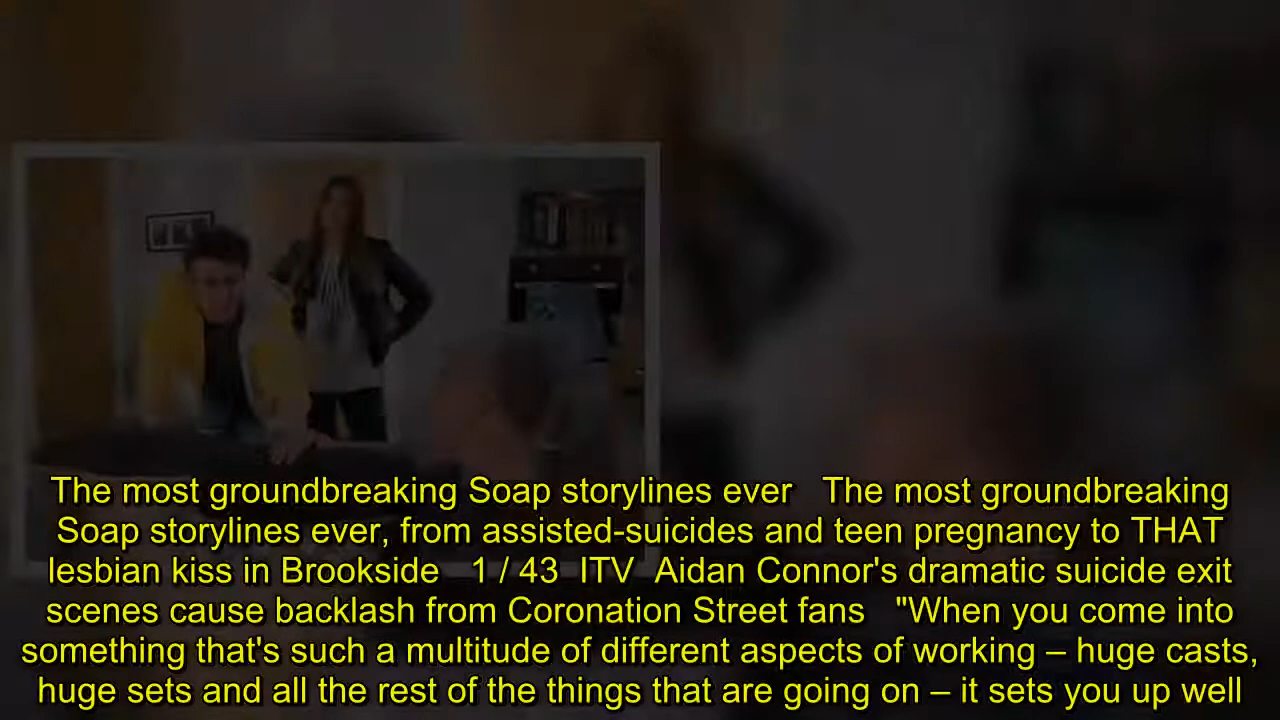 The most groundbreaking Soap storylines ever   The most groundbreaking
Soap storylines ever, from assisted-suicides and teen pregnancy to THAT
lesbian kiss in Brookside   1 / 43  ITV  Aidan Connor's dramatic suicide exit
scenes cause backlash from Coronation Street fans   "When you come into
something that's such a multitude of different aspects of working – huge casts,
huge sets and all the rest of the things that are going on – it sets you up well